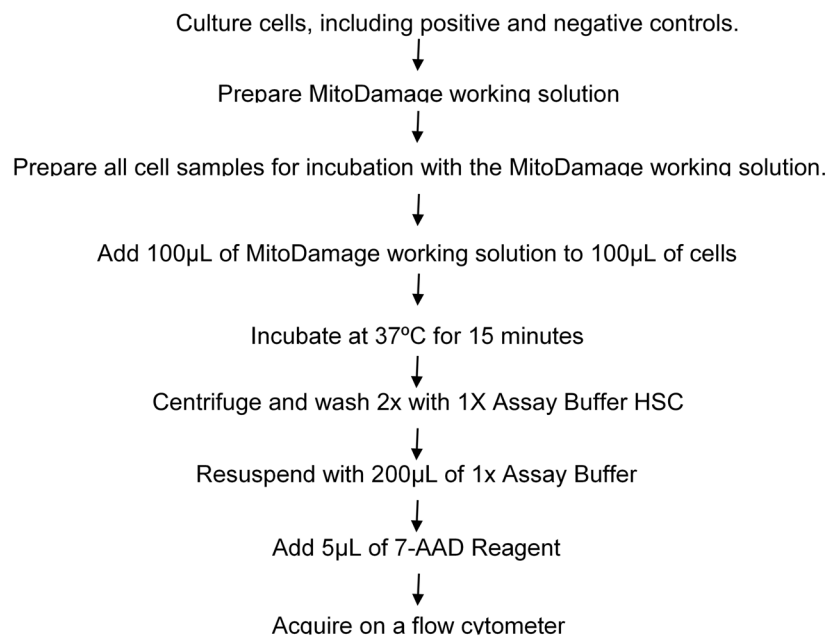 Culture cells, including positive and negative controls.
Prepare MitoDamage working solution
Prepare all cell samples for incubation with the MitoDamage working solution.
Add 100µL of MitoDamage working solution to 100µL of cells
Incubate at 37ºC for 15 minutes
Centrifuge and wash 2x with 1X Assay Buffer HSC
Resuspend with 200µL of 1x Assay Buffer
Add 5µL of 7-AAD Reagent
Acquire on a flow cytometer